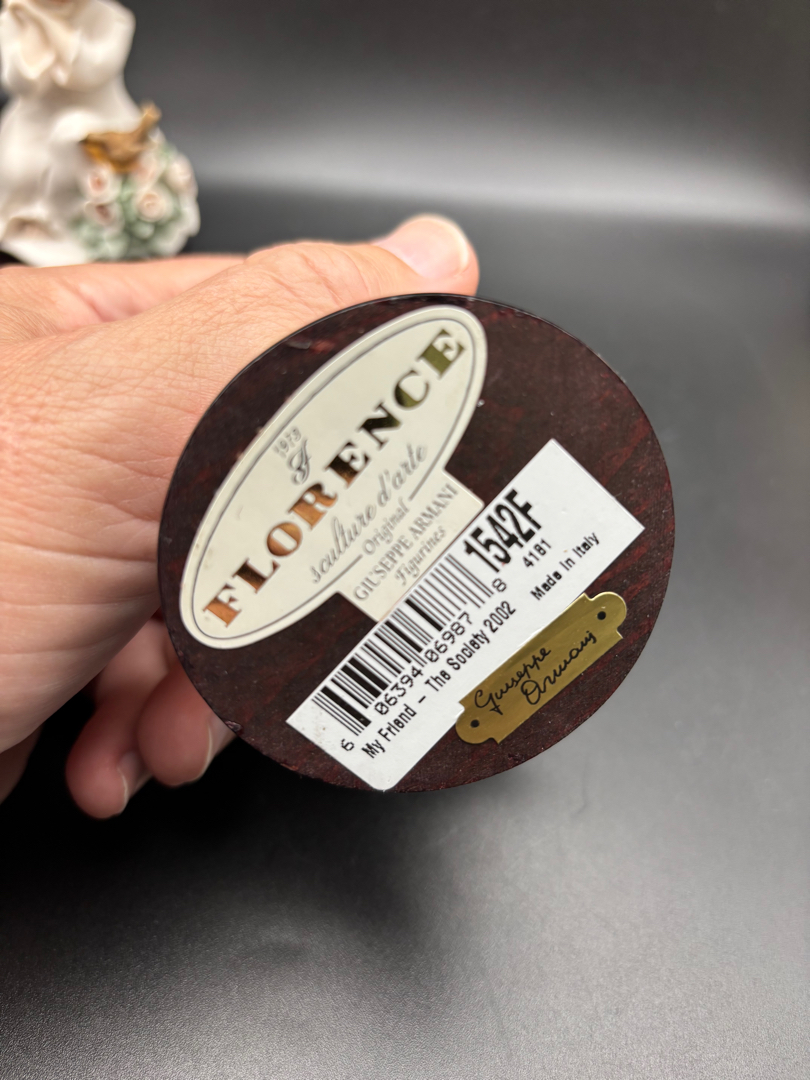 1973
F
FLORENCE
sculture d'arte
Original
GIUSEPPE ARMANI
Figurines
1542F
6 06394 06987 8
4181
My Friend - The Society 2002
Made in Italy
Giuseppe
Armani